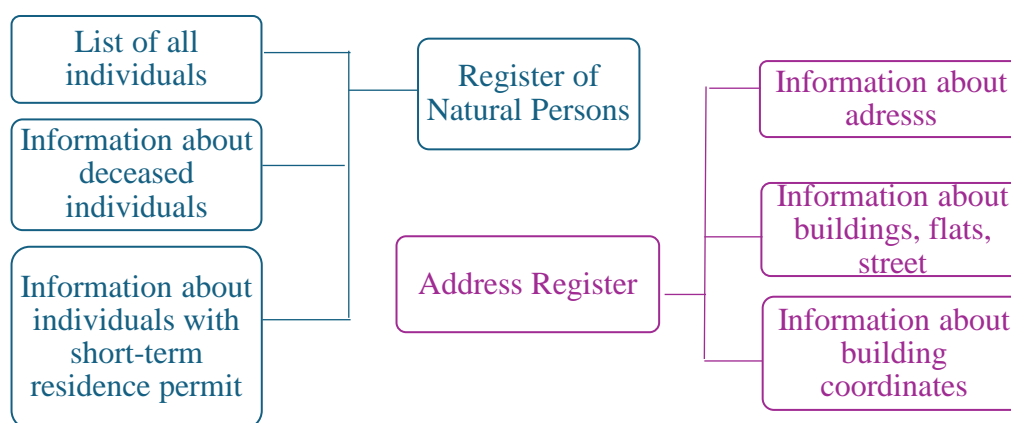 List of all
individuals
Register of
Natural Persons
Information about
deceased
individuals
Information about
individuals with
short-term
residence permit
Information about
adresss
Information about
buildings, flats,
street
Address Register
Information about
building
coordinates